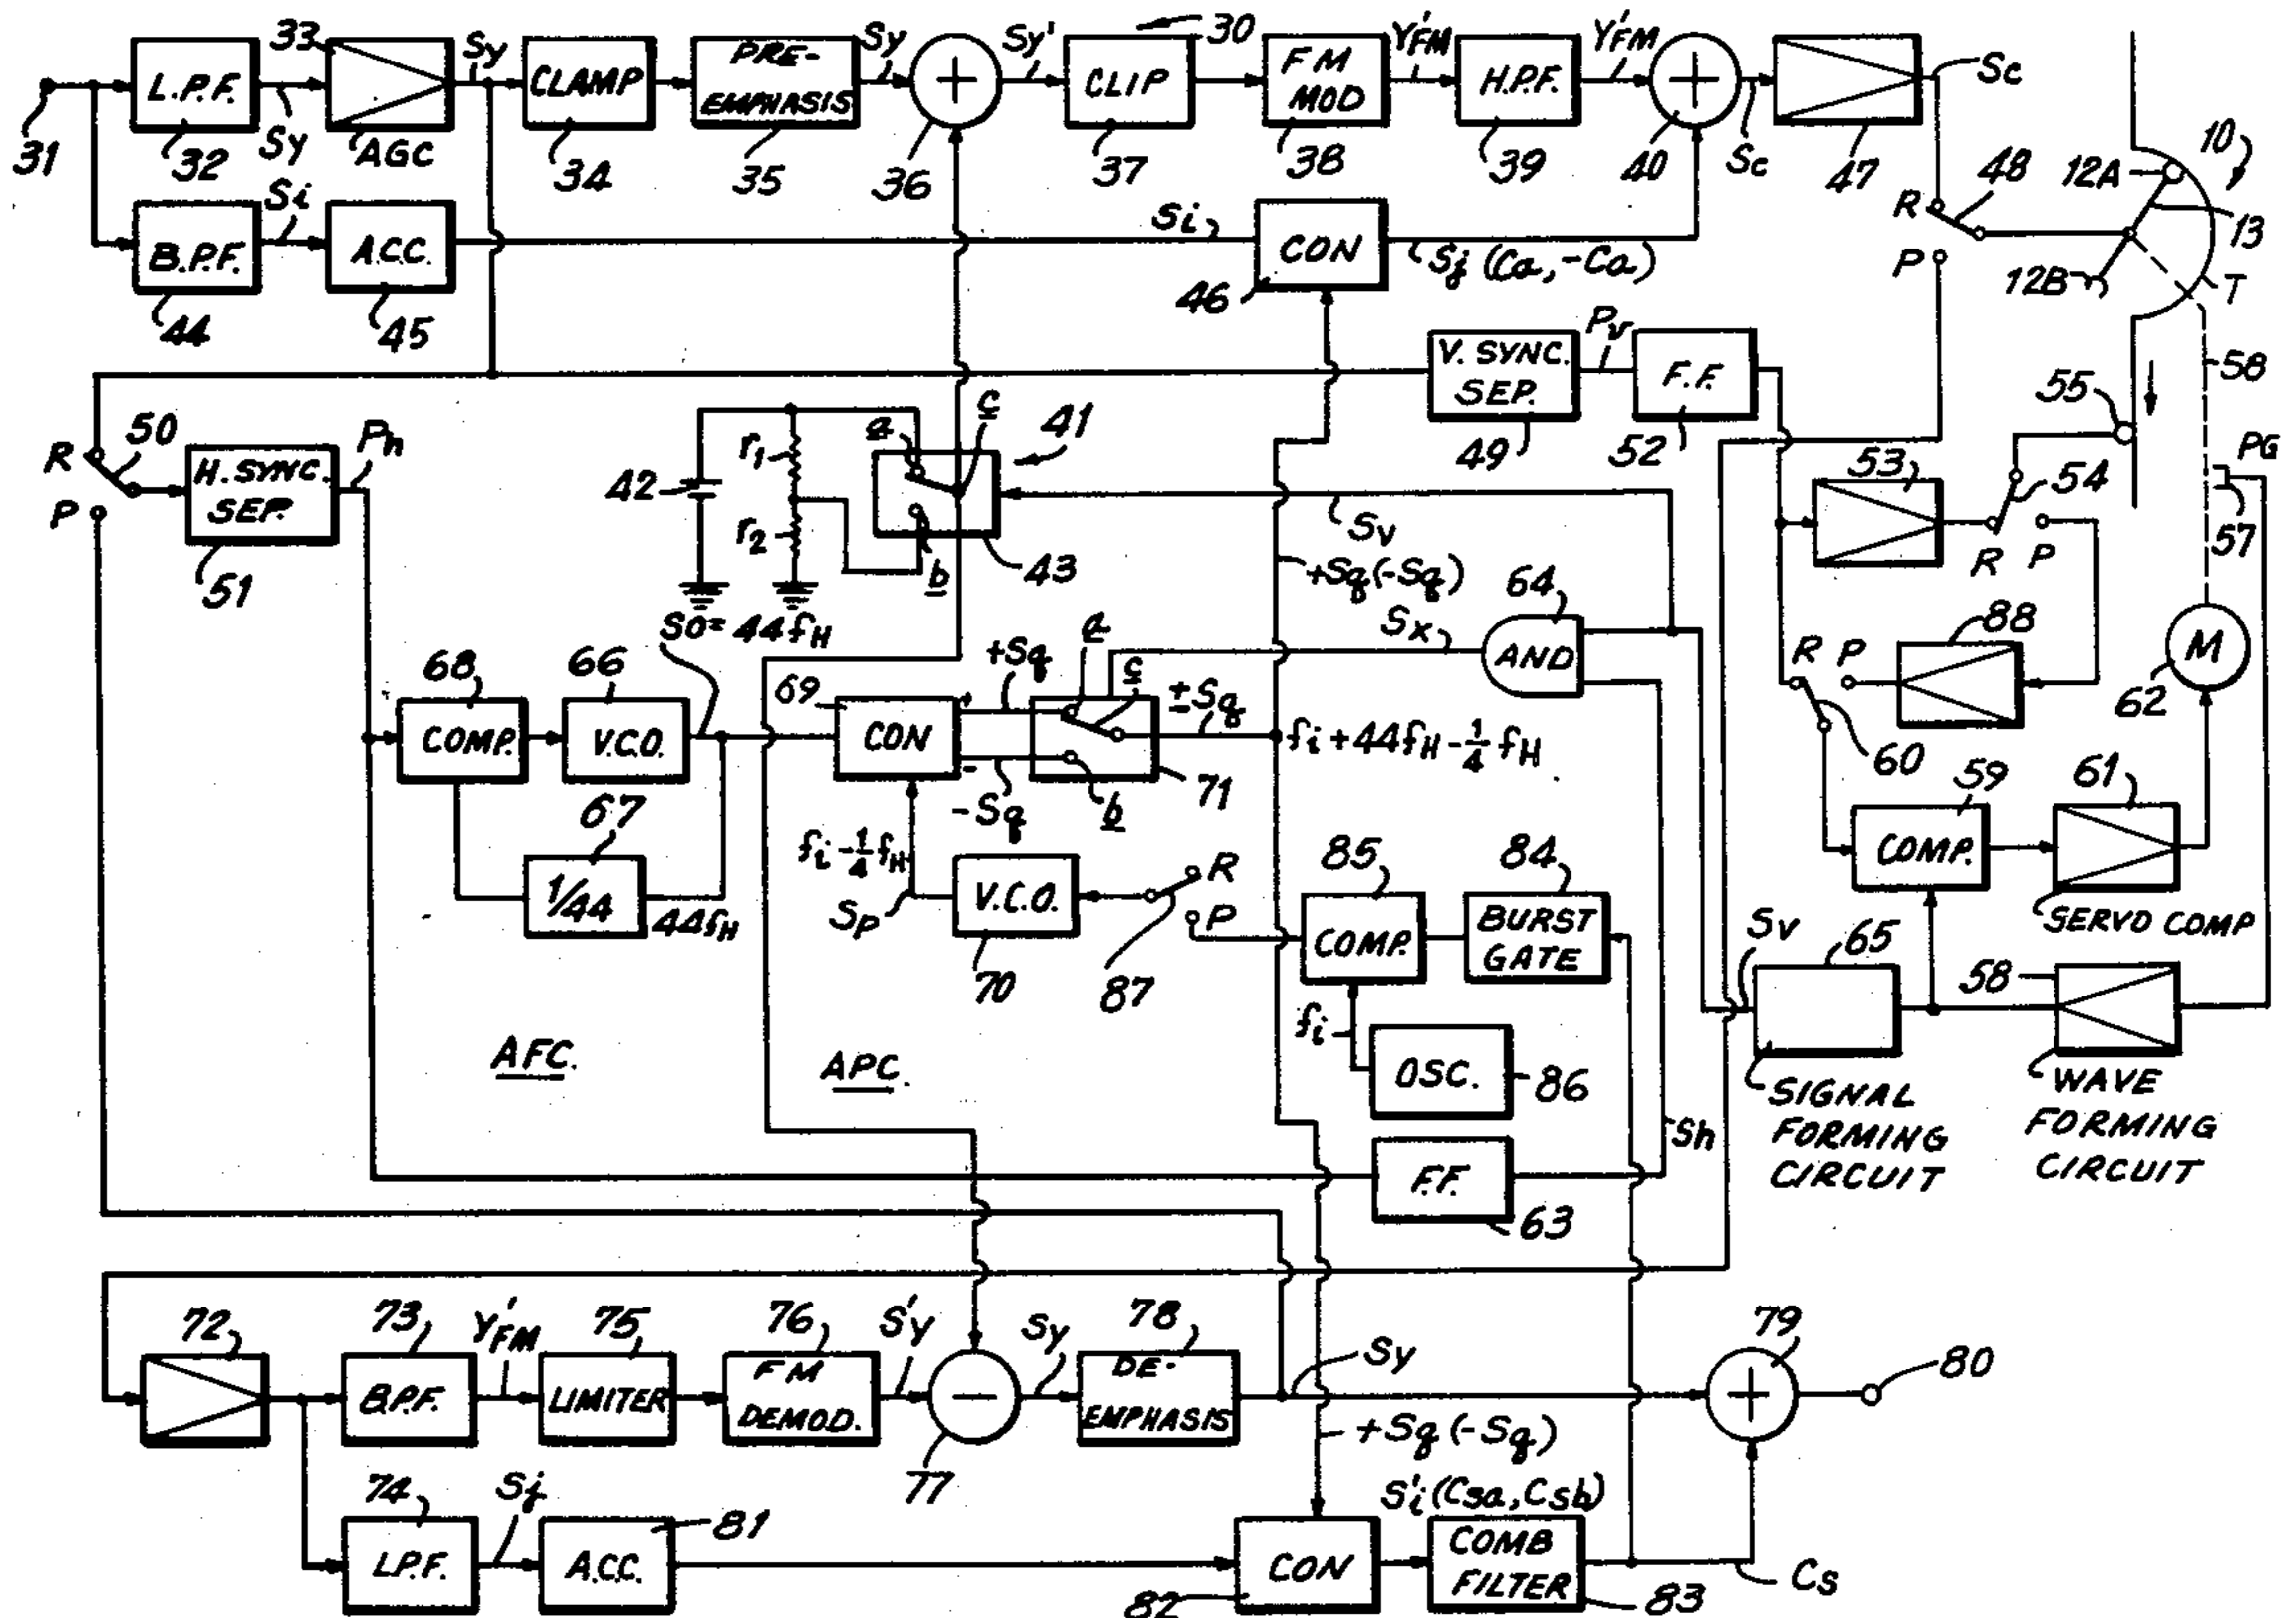 33
Sy
Sy
Sy'
30
Y'FM
Y'FM
Sc
L.P.F.
CLAMP
PRE-
EMPHASIS
+
CLIP
FM
MOD
H.P.F.
+
31
32
Sy
AGC
34
35
36
37
38
39
40
Sc
47
10
12A
48
R
13
Si
B.P.F.
A.C.C.
Si
CON
Sj (Ca, -Ca)
P
12B
T
44
45
46
V. SYNC.
SEP.
Pv
F.F.
58
55
49
52
R
50
Ph
P
H. SYNC.
SEP.
51
42
r1
r2
a
c
41
b
43
Sv
53
54
R
P
PG
57
+Sq (-Sq)
64
AND
Sx
88
R
P
M
62
60
So=44fH
68
66
69
+Sq
a
c
±Sq
COMP.
V.C.O.
CON
+
-
fi+44fH-1/4 fH
-Sq
b
71
67
1/44
44fH
fi-1/4 fH
Sp
V.C.O.
70
R
P
87
85
COMP.
84
BURST
GATE
59
COMP.
61
SERVO COMP
Sv
65
58
fi
OSC.
86
AFC.
APC.
Sh
SIGNAL
FORMING
CIRCUIT
WAVE
FORMING
CIRCUIT
F.F.
63
72
73
Y'FM
75
76
S'y
Sy
78
Sy
79
80
B.P.F.
LIMITER
FM
DEMOD.
−
DE-
EMPHASIS
+
77
+Sq (-Sq)
74
Sj
81
S'i (Csa, Csb)
L.P.F.
A.C.C.
CON
COMB
FILTER
Cs
82
83